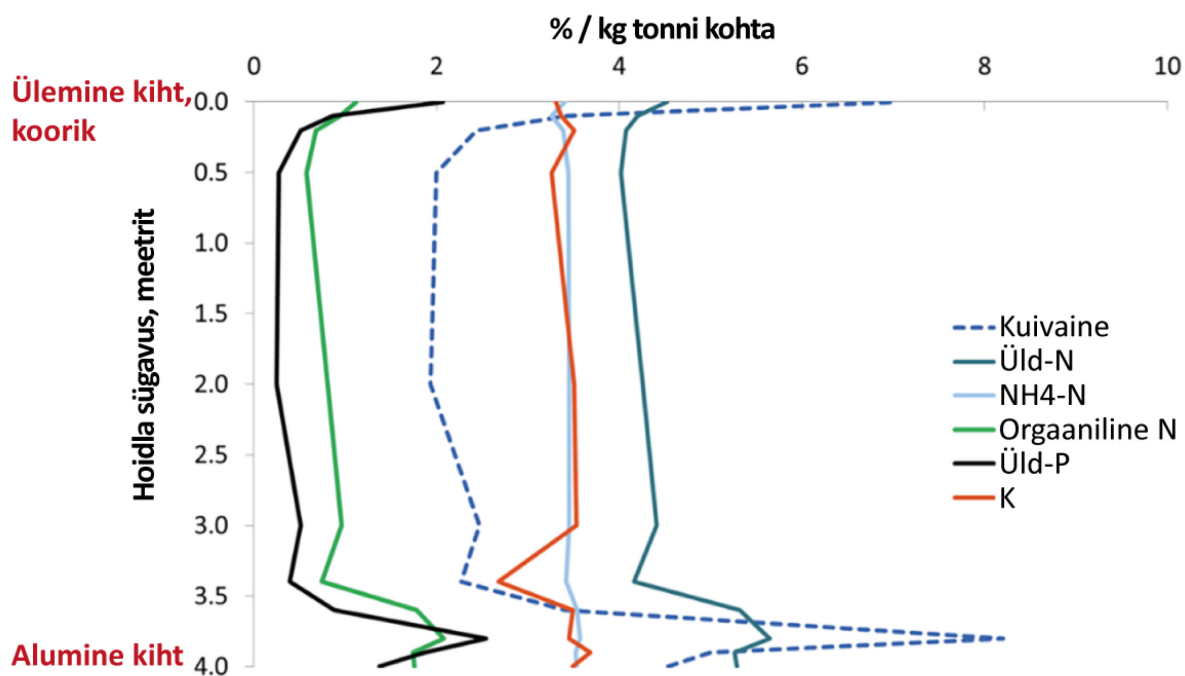 % / kg tonni kohta
0 2 4 6 8 10
Ülemine kiht,
koorik
Hoidla sügavus, meetrit
0.0
0.5
1.0
1.5
2.0
2.5
3.0
3.5
4.0
Kuivaine
Üld-N
NH4-N
Orgaaniline N
Üld-P
K
Alumine kiht